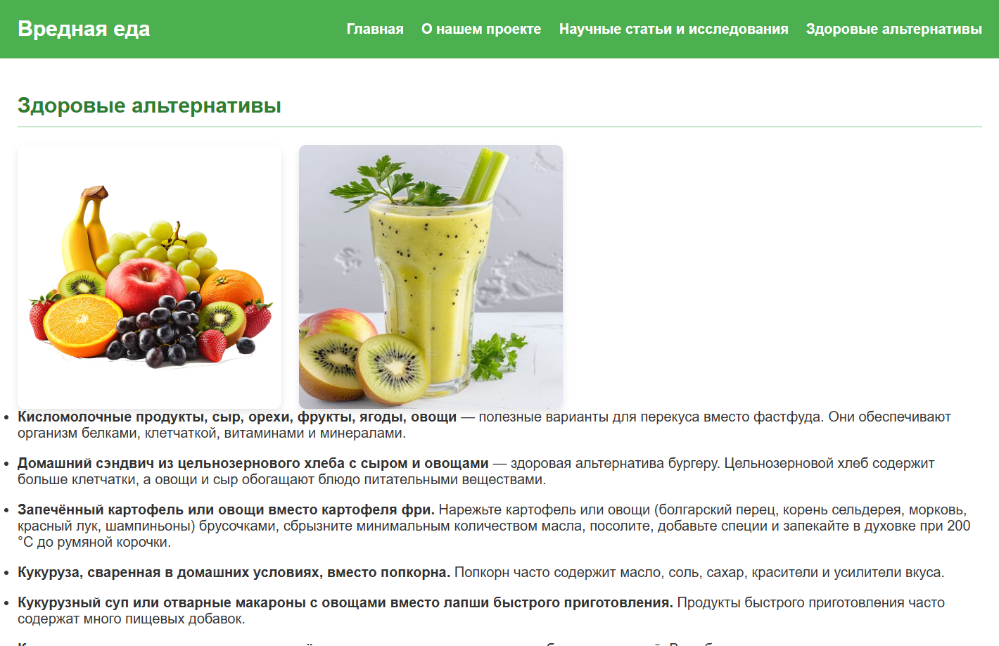 Вредная еда
Главная О нашем проекте Научные статьи и исследования Здоровые альтернативы
Здоровые альтернативы
• Кисломолочные продукты, сыр, орехи, фрукты, ягоды, овощи — полезные варианты для перекуса вместо фастфуда. Они обеспечивают
организм белками, клетчаткой, витаминами и минералами.
• Домашний сэндвич из цельнозернового хлеба с сыром и овощами — здоровая альтернатива бургеру. Цельнозерновой хлеб содержит
больше клетчатки, а овощи и сыр обогащают блюдо питательными веществами.
• Запечённый картофель или овощи вместо картофеля фри. Нарежьте картофель или овощи (болгарский перец, корень сельдерея, морковь,
красный лук, шампиньоны) брусочками, сбрызните минимальным количеством масла, посолите, добавьте специи и запекайте в духовке при 200
°C до румяной корочки.
• Кукуруза, сваренная в домашних условиях, вместо попкорна. Попкорн часто содержит масло, соль, сахар, красители и усилители вкуса.
• Кукурузный суп или отварные макароны с овощами вместо лапши быстрого приготовления. Продукты быстрого приготовления часто
содержат много пищевых добавок.